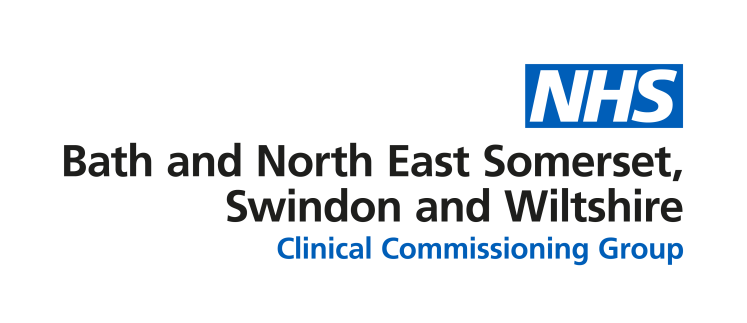 NHS
Bath and North East Somerset,
Swindon and Wiltshire
Clinical Commissioning Group